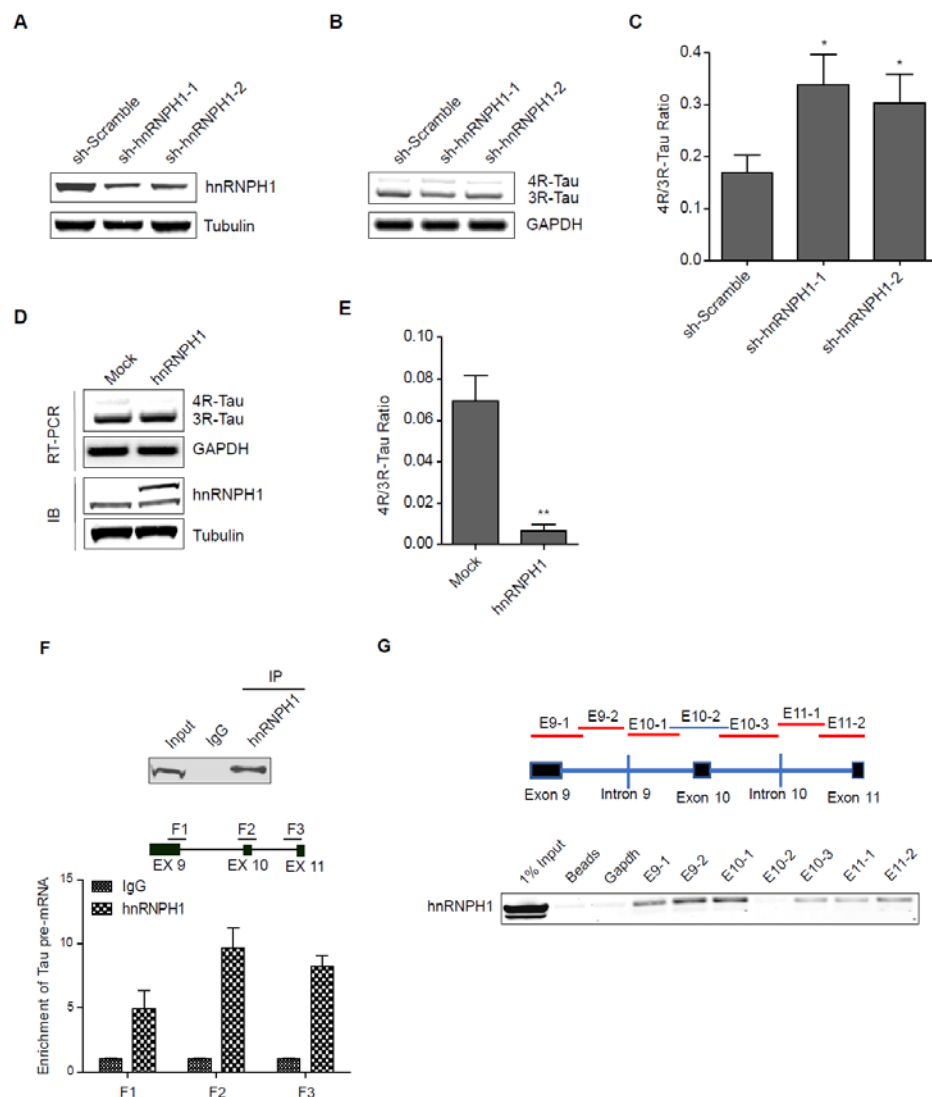 A
sh-Scramble
sh-hnRNPH1-1
sh-hnRNPH1-2
hnRNPH1
Tubulin
B
sh-Scramble
sh-hnRNPH1-1
sh-hnRNPH1-2
4R-Tau
3R-Tau
GAPDH
C
4R/3R-Tau Ratio
0.4
0.3
0.2
0.1
0.0
*
*
sh-Scramble
sh-hnRNPH1-1
sh-hnRNPH1-2
D
Mock
hnRNPH1
RT-PCR
4R-Tau
3R-Tau
GAPDH
IB
hnRNPH1
Tubulin
E
4R/3R-Tau Ratio
0.10
0.08
0.06
0.04
0.02
0.00
**
Mock
hnRNPH1
F
IP
Input
IgG
hnRNPH1
F1 F2 F3
EX 9 EX 10 EX 11
Enrichment of Tau pre-mRNA
15
10
5
0
IgG
hnRNPH1
F1 F2 F3
G
E9-1 E9-2 E10-1 E10-2 E10-3 E11-1 E11-2
Exon 9 Intron 9 Exon 10 Intron 10 Exon 11
1% Input Beads Gapdh E9-1 E9-2 E10-1 E10-2 E10-3 E11-1 E11-2
hnRNPH1